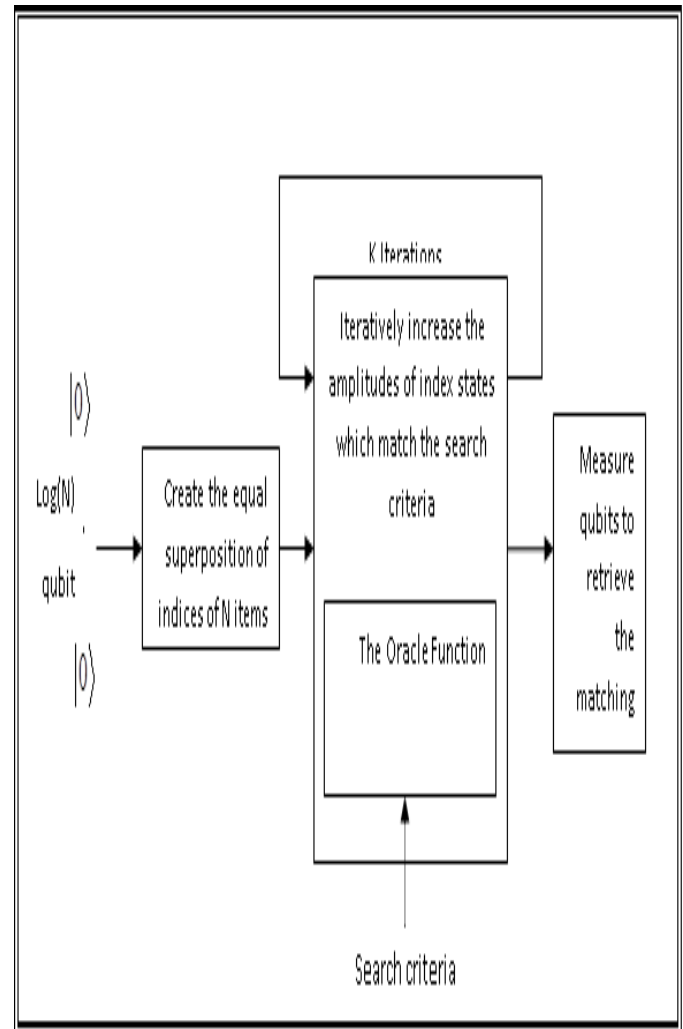 K Iterations
Iteratively increase the
amplitudes of index states
which match the search
criteria
|0⟩
Log(N)
.
qubit
|0⟩
Create the equal
superposition of
indices of N items
The Oracle Function
Measure
qubits to
retrieve
the
matching
Search criteria